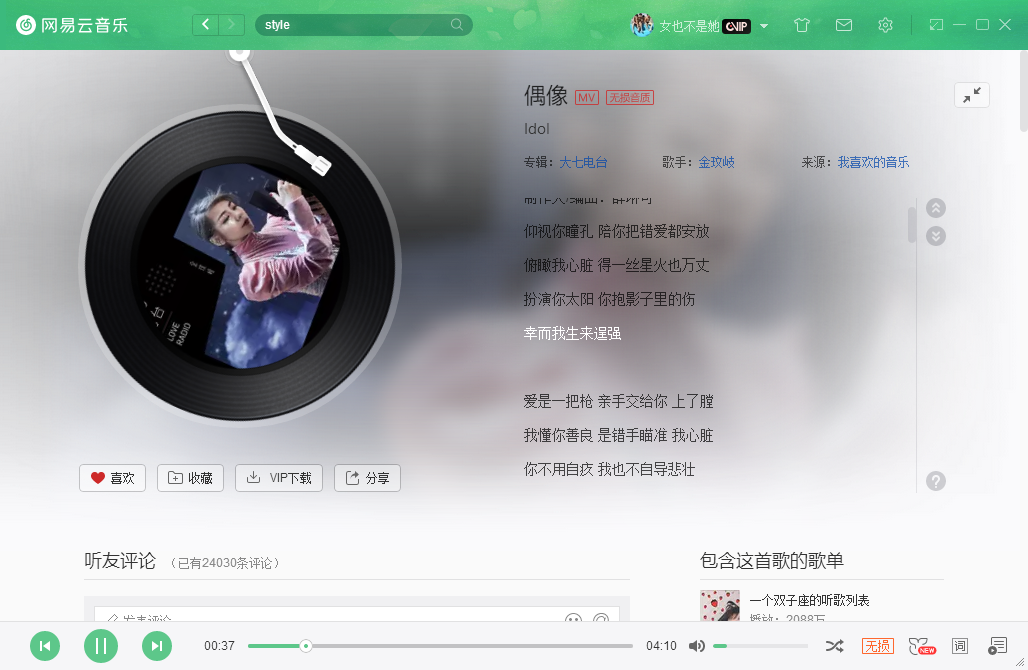 网易云音乐
style
女也不是她
CVIP
偶像 MV 无损音质
Idol
专辑：大七电台 歌手：金玟岐 来源：我喜欢的音乐
仰视你瞳孔 陪你把错爱都安放
俯瞰我心脏 得一丝星火也万丈
扮演你太阳 你抱影子里的伤
幸而我生来逞强
爱是一把枪 亲手交给你 上了膛
我懂你善良 是错手瞄准 我心脏
你不用自疚 我也不自导悲壮
LOVE
RADIO
喜欢 收藏 VIP下载 分享
听友评论 （已有24030条评论）
包含这首歌的歌单
发表评论
一个双子座的听歌列表
播放：2088万
00:37
04:10
无损
NEW
词